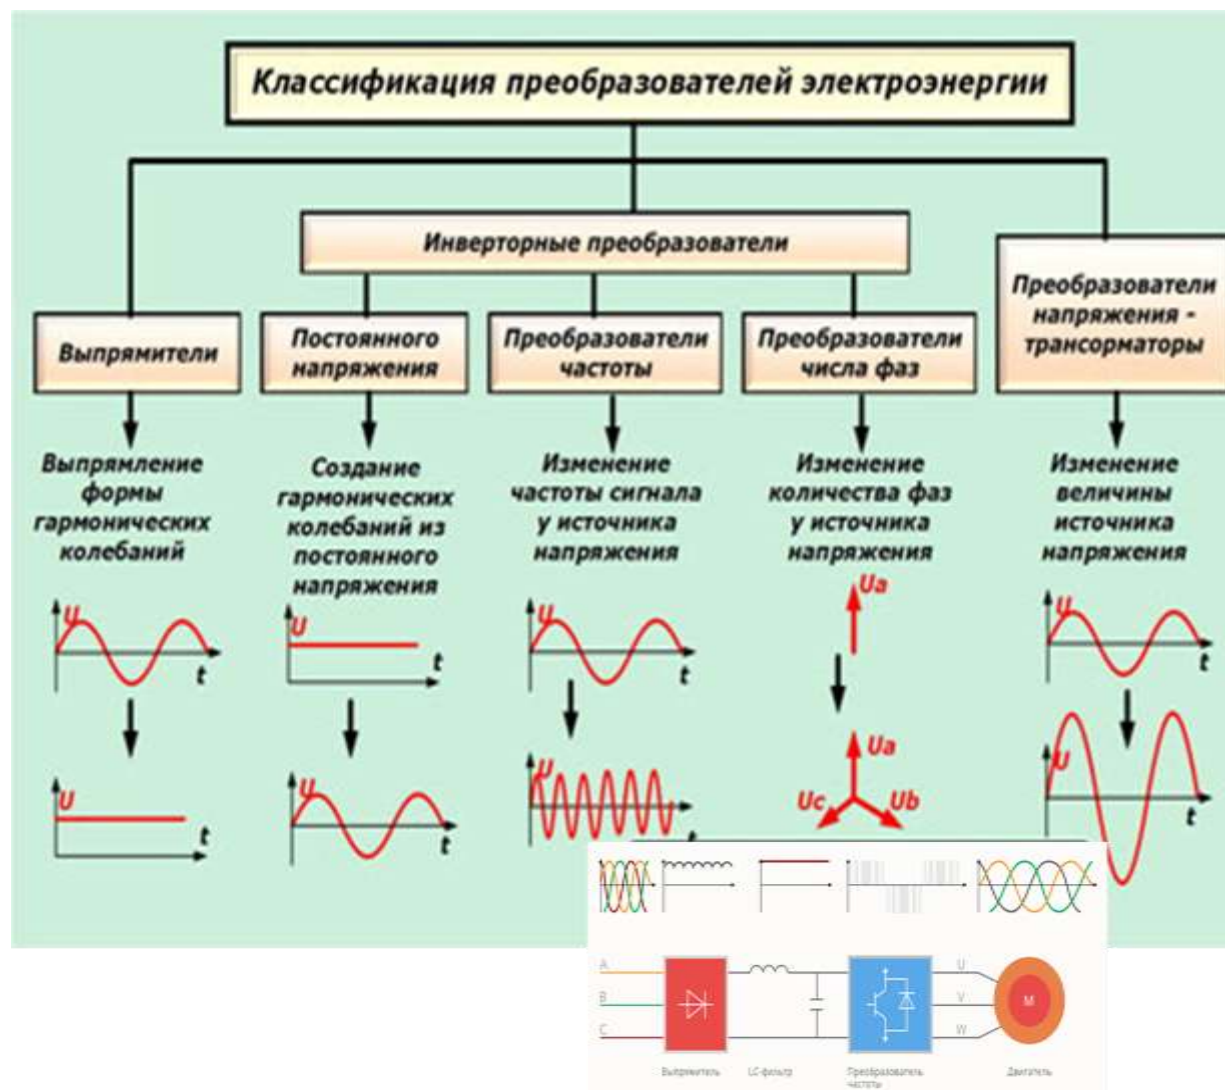 Классификация преобразователей электроэнергии
Инверторные преобразователи
Выпрямители
Постоянного
напряжения
Преобразователи
частоты
Преобразователи
числа фаз
Преобразователи
напряжения -
трансорматоры
Выпрямление
формы
гармонических
колебаний
Создание
гармонических
колебаний из
постоянного
напряжения
Изменение
частоты сигнала
у источника
напряжения
Изменение
количества фаз
у источника
напряжения
Изменение
величины
источника
напряжения
U
t
U
t
U
t
Ua
U
t
U
t
U
t
U
t
Ua
Uc
Ub
U
t
A
B
C
U
V
W
M
Выпрямитель
LC-фильтр
Преобразователь
частоты
Двигатель